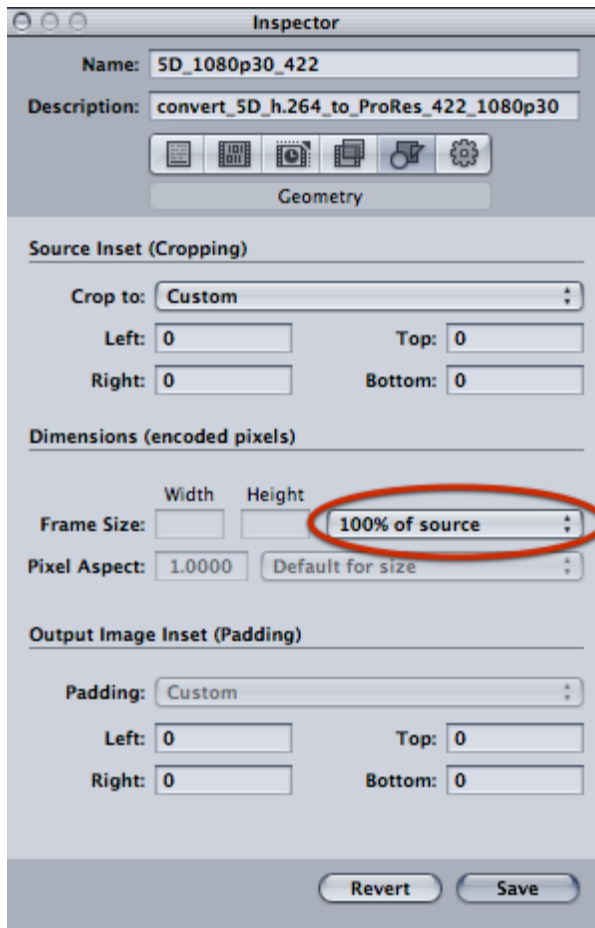 Inspector
Name: 5D_1080p30_422
Description: convert_5D_h.264_to_ProRes_422_1080p30
Geometry
Source Inset (Cropping)
Crop to: Custom
Left: 0 Top: 0
Right: 0 Bottom: 0
Dimensions (encoded pixels)
Width Height
Frame Size: 100% of source
Pixel Aspect: 1.0000 Default for size
Output Image Inset (Padding)
Padding: Custom
Left: 0 Top: 0
Right: 0 Bottom: 0
Revert Save